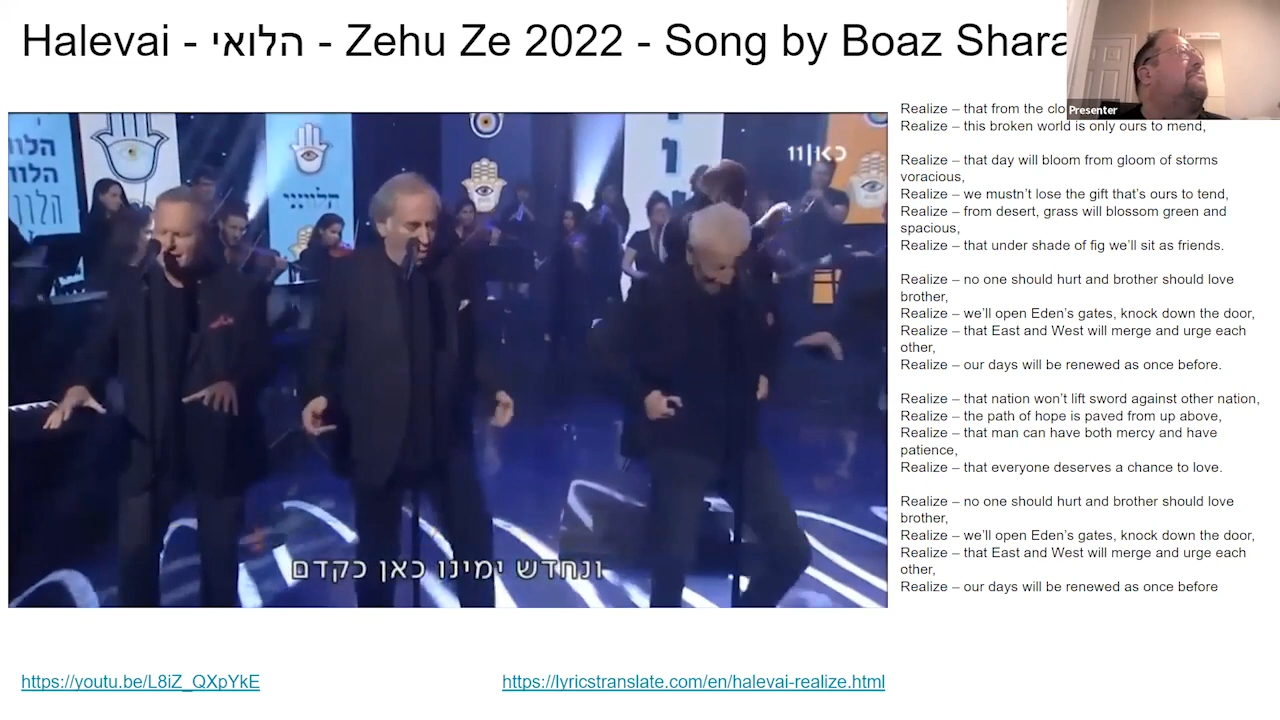 Halevai - הלואי - Zehu Ze 2022 - Song by Boaz
Presenter
Realize – that from the
Realize – this broken world is only ours to mend,
Realize – that day will bloom from gloom of storms
voracious,
Realize – we mustn’t lose the gift that’s ours to tend,
Realize – from desert, grass will blossom green and
spacious,
Realize – that under shade of fig we’ll sit as friends.
Realize – no one should hurt and brother should love
brother,
Realize – we’ll open Eden’s gates, knock down the door,
Realize – that East and West will merge and urge each
other,
Realize – our days will be renewed as once before.
Realize – that nation won’t lift sword against other nation,
Realize – the path of hope is paved from up above,
Realize – that man can have both mercy and have
patience,
Realize – that everyone deserves a chance to love.
Realize – no one should hurt and brother should love
brother,
Realize – we’ll open Eden’s gates, knock down the door,
Realize – that East and West will merge and urge each
other,
Realize – our days will be renewed as once before
כאן|11
ונחדש ימינו כאן כקדם
https://youtu.be/L8iZ_QXpYkE
https://lyricstranslate.com/en/halevai-realize.html